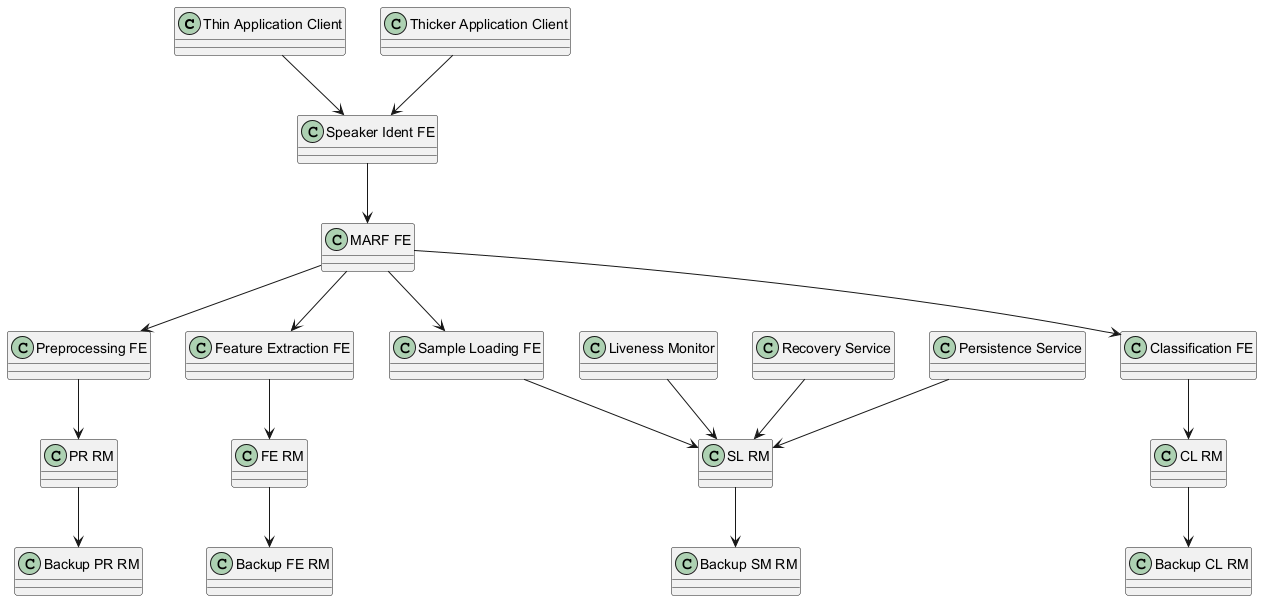 C Thin Application Client
C Thicker Application Client
C Speaker Ident FE
C MARF FE
C Preprocessing FE
C Feature Extraction FE
C Sample Loading FE
C Liveness Monitor
C Recovery Service
C Persistence Service
C Classification FE
C PR RM
C FE RM
C SL RM
C CL RM
C Backup PR RM
C Backup FE RM
C Backup SM RM
C Backup CL RM